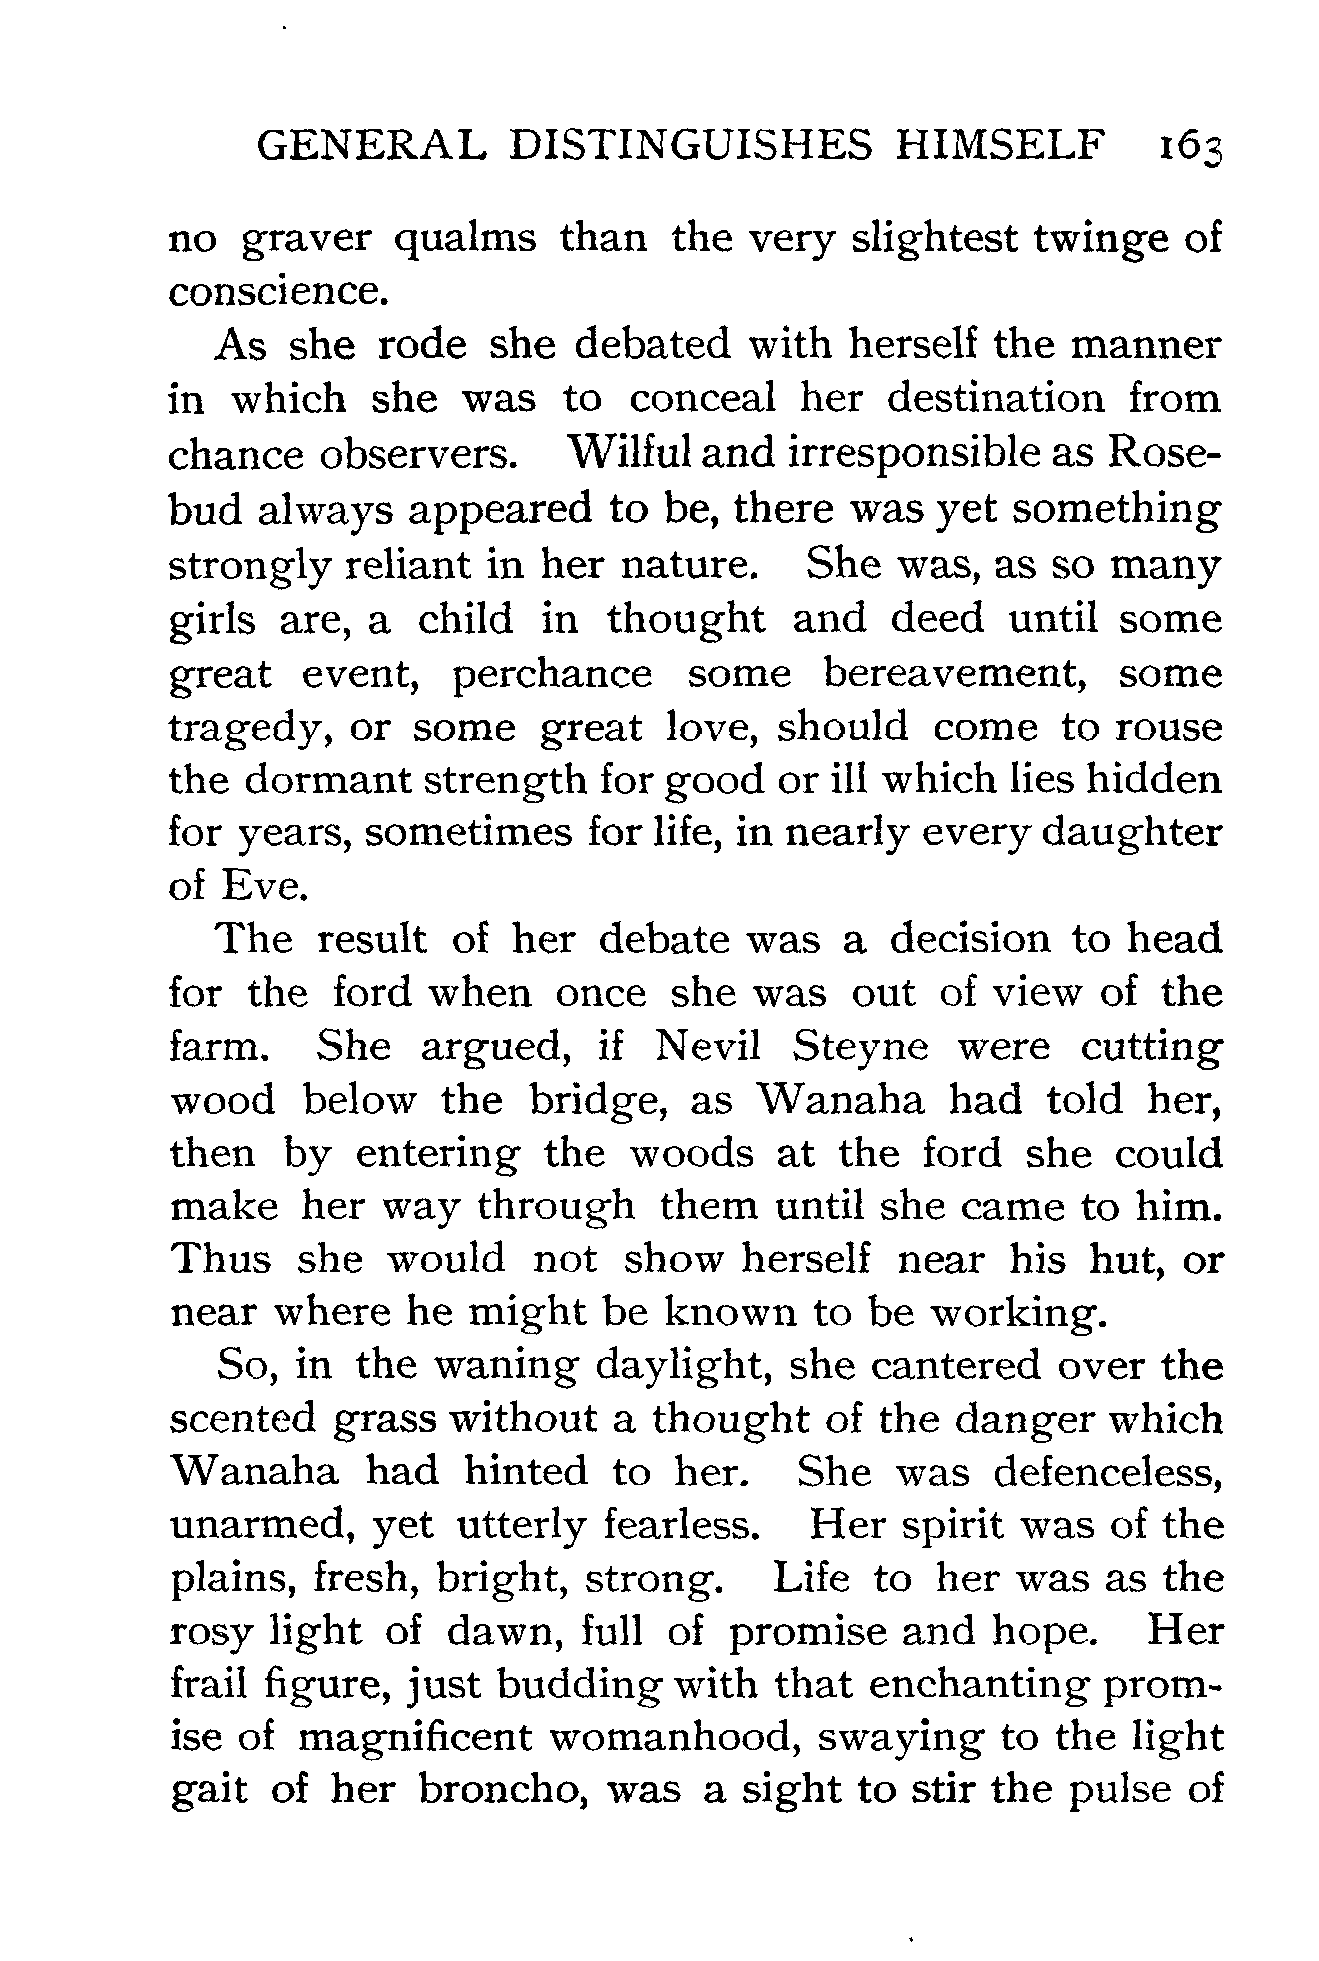 GENERAL DISTINGUISHES HIMSELF 163
no graver qualms than the very slightest twinge of
conscience.
As she rode she debated with herself the manner
in which she was to conceal her destination from
chance observers. Wilful and irresponsible as Rose-
bud always appeared to be, there was yet something
strongly reliant in her nature. She was, as so many
girls are, a child in thought and deed until some
great event, perchance some bereavement, some
tragedy, or some great love, should come to rouse
the dormant strength for good or ill which lies hidden
for years, sometimes for life, in nearly every daughter
of Eve.
The result of her debate was a decision to head
for the ford when once she was out of view of the
farm. She argued, if Nevil Steyne were cutting
wood below the bridge, as Wanaha had told her,
then by entering the woods at the ford she could
make her way through them until she came to him.
Thus she would not show herself near his hut, or
near where he might be known to be working.
So, in the waning daylight, she cantered over the
scented grass without a thought of the danger which
Wanaha had hinted to her. She was defenceless,
unarmed, yet utterly fearless. Her spirit was of the
plains, fresh, bright, strong. Life to her was as the
rosy light of dawn, full of promise and hope. Her
frail figure, just budding with that enchanting prom-
ise of magnificent womanhood, swaying to the light
gait of her broncho, was a sight to stir the pulse of